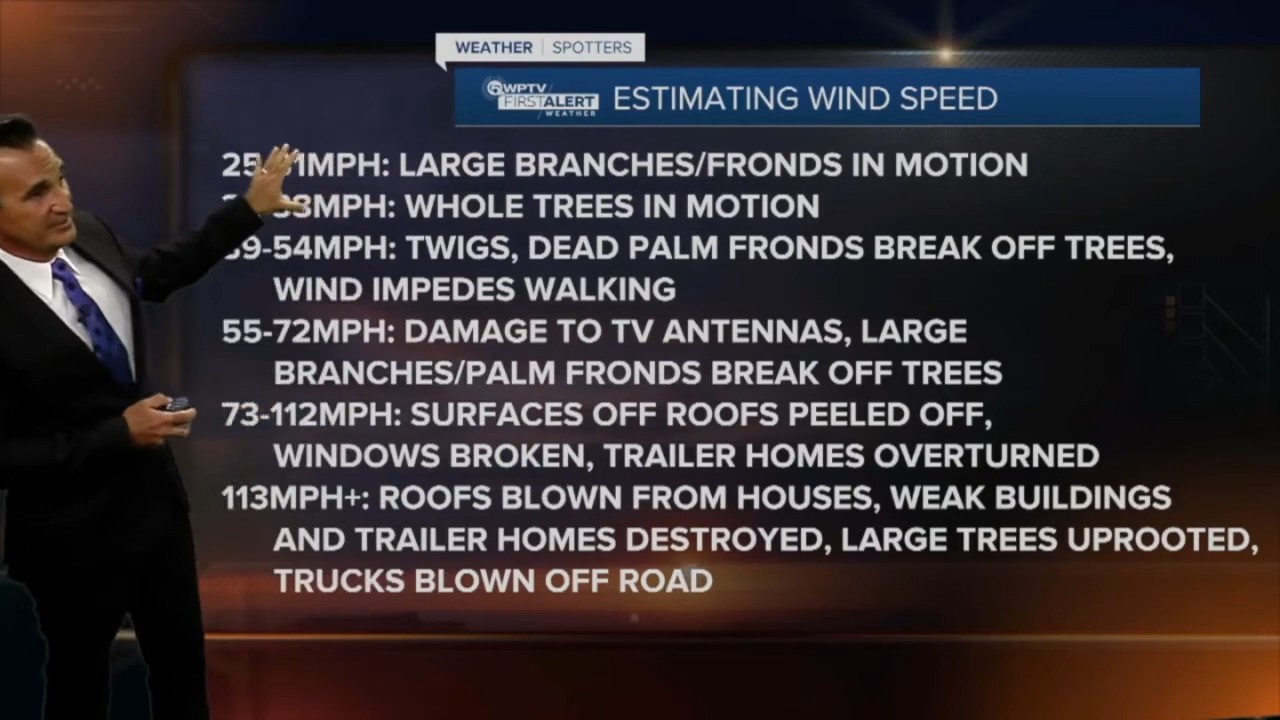 WEATHER | SPOTTERS
5 WPTV
FIRST ALERT
WEATHER
ESTIMATING WIND SPEED
LARGE BRANCHES/FRONDS IN MOTION
WHOLE TREES IN MOTION
TWIGS, DEAD PALM FRONDS BREAK OFF TREES,
WIND IMPEDES WALKING
55-72MPH: DAMAGE TO TV ANTENNAS, LARGE
BRANCHES/PALM FRONDS BREAK OFF TREES
73-112MPH: SURFACES OFF ROOFS PEELED OFF,
WINDOWS BROKEN, TRAILER HOMES OVERTURNED
113MPH+: ROOFS BLOWN FROM HOUSES, WEAK BUILDINGS
AND TRAILER HOMES DESTROYED, LARGE TREES UPROOTED,
TRUCKS BLOWN OFF ROAD